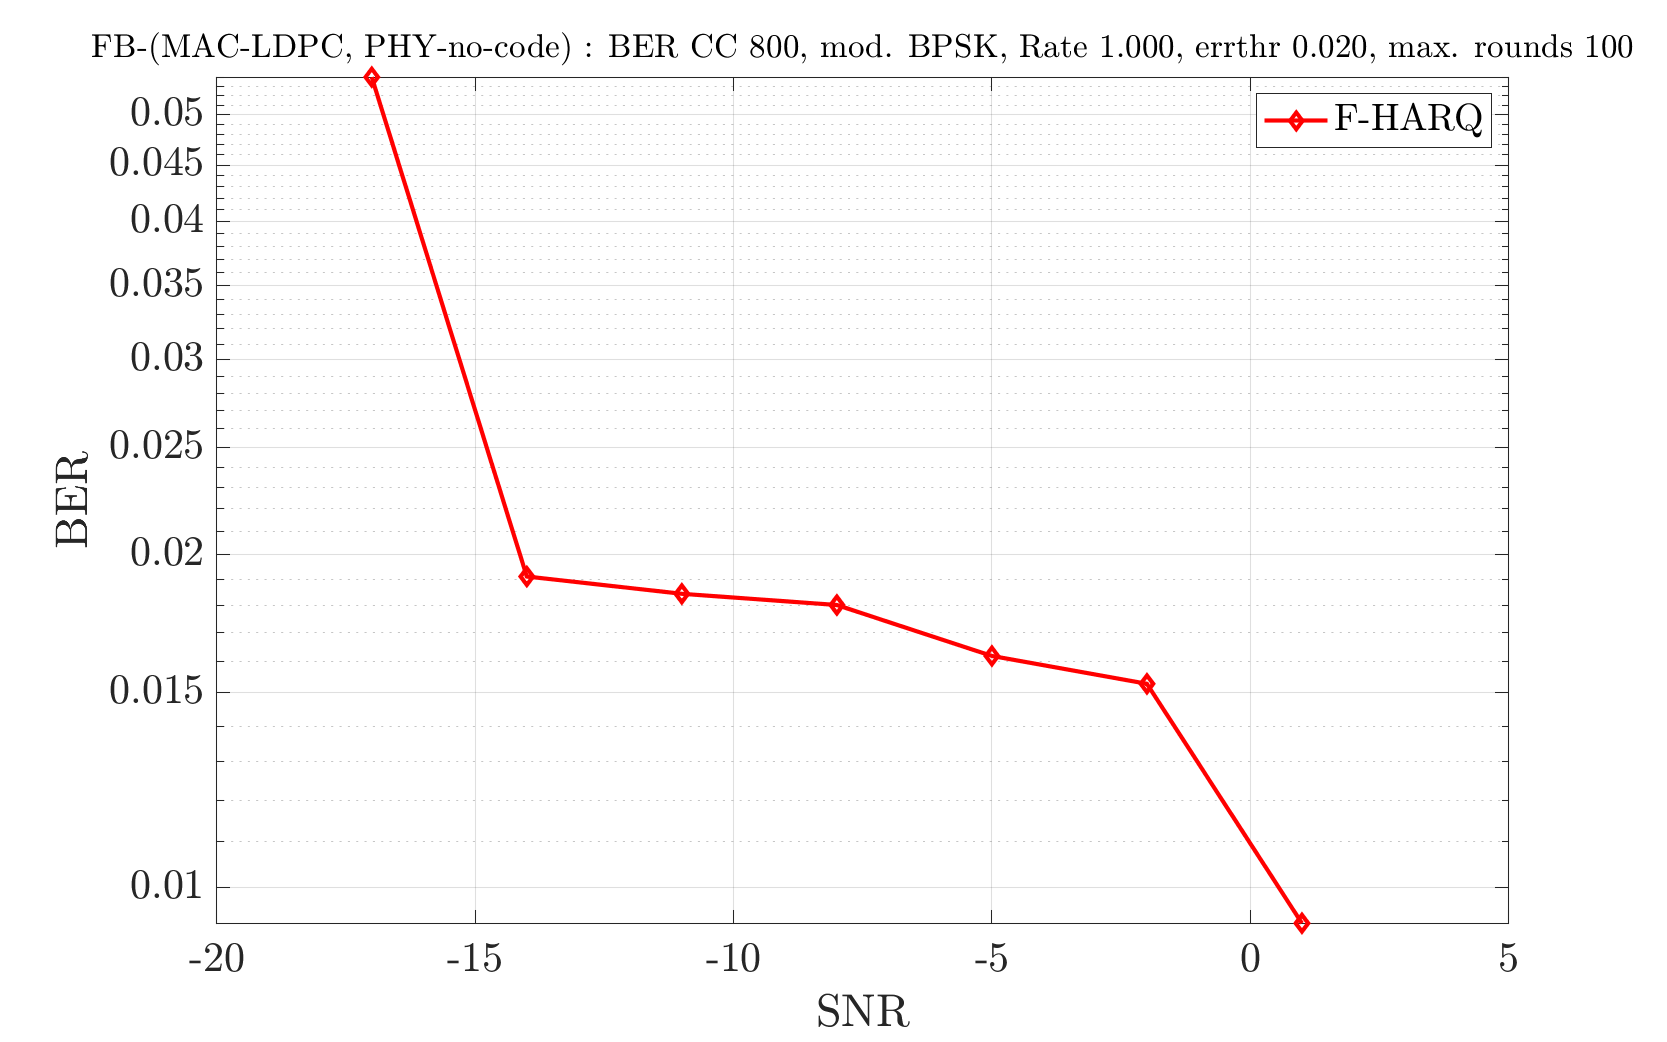 FB-(MAC-LDPC, PHY-no-code) : BER CC 800, mod. BPSK, Rate 1.000, errthr 0.020, max. rounds 100
F-HARQ
0.05
0.045
0.04
0.035
0.03
0.025
0.02
0.015
0.01
BER
-20 -15 -10 -5 0 5
SNR